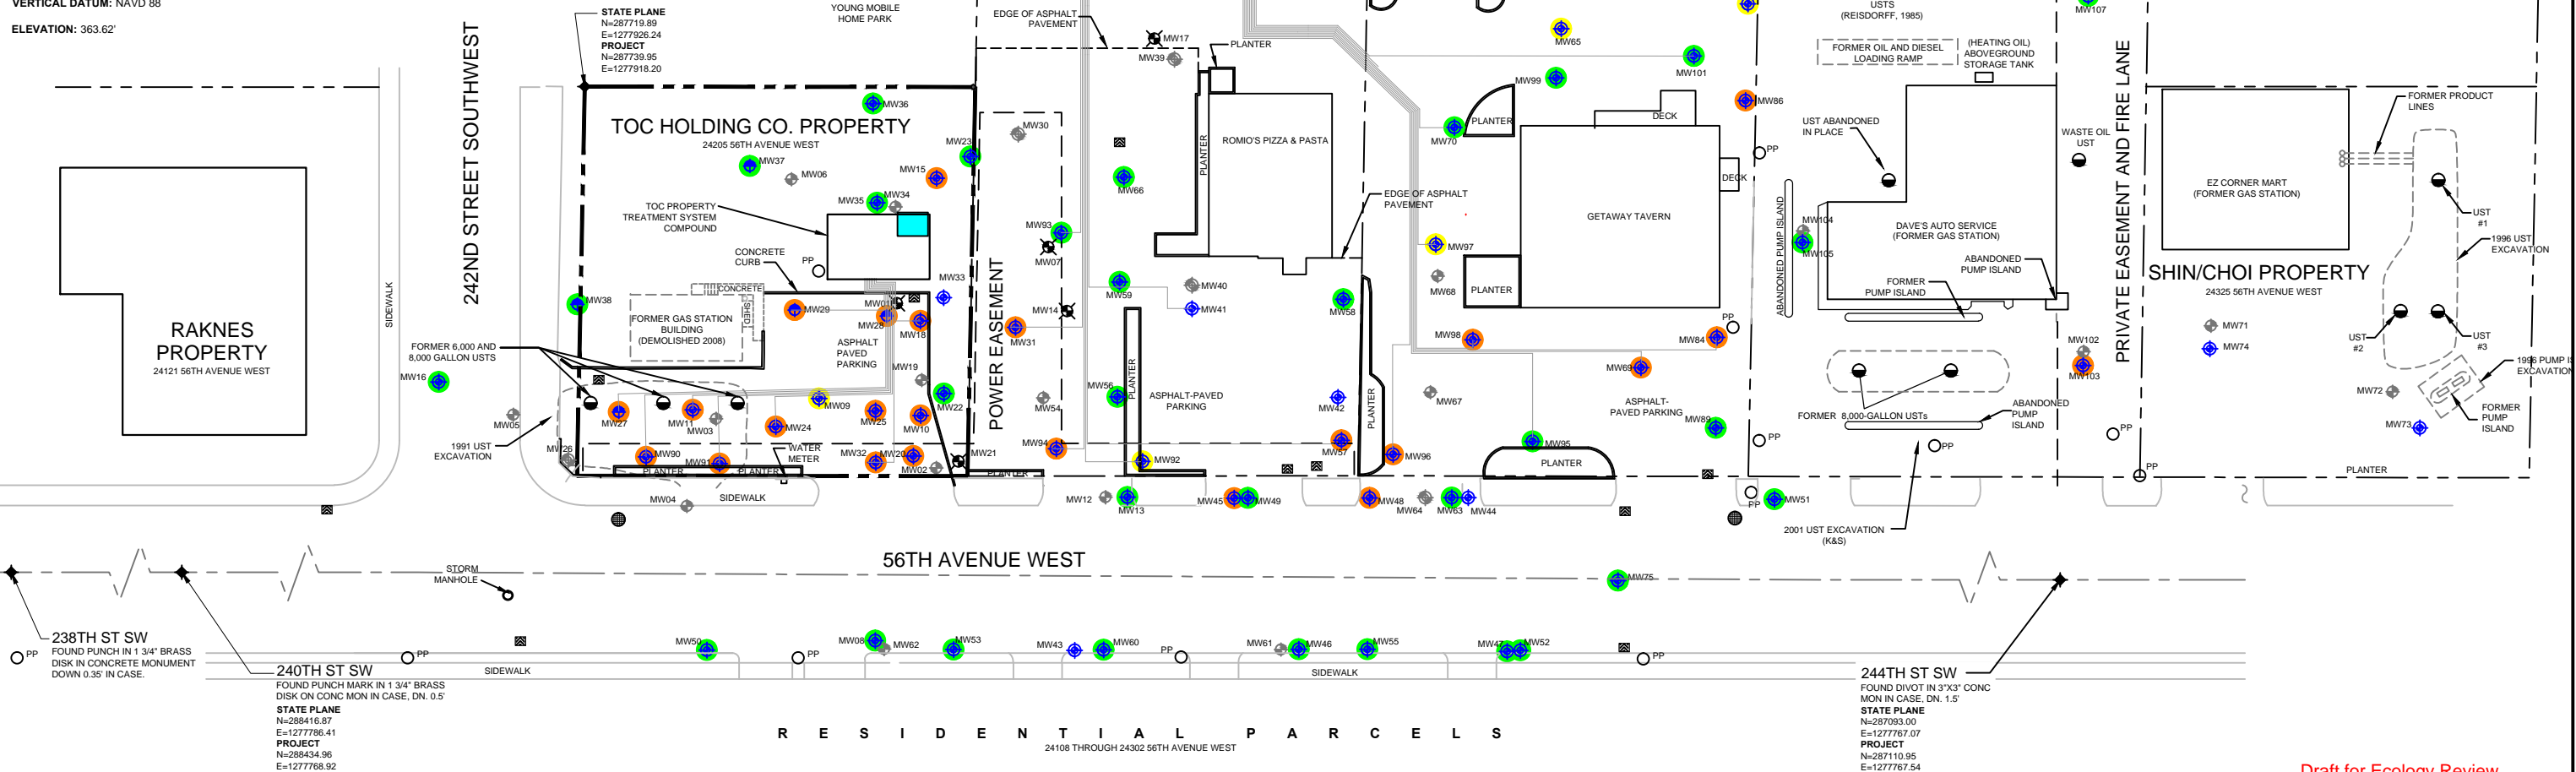 VERTICAL DATUM: NAVD 88
ELEVATION: 363.62'
STATE PLANE
N=287719.89
E=1277926.24
PROJECT
N=287739.95
E=1277918.20
YOUNG MOBILE
HOME PARK
EDGE OF ASPHALT
PAVEMENT
MW17
MW39
PLANTER
MW65
MW99
MW101
MW86
USTS
(REISDORFF, 1985)
FORMER OIL AND DIESEL
LOADING RAMP
(HEATING OIL)
ABOVEGROUND
STORAGE TANK
MW107
242ND STREET SOUTHWEST
SIDEWALK
RAKNES
PROPERTY
24121 56TH AVENUE WEST
TOC HOLDING CO. PROPERTY
24205 56TH AVENUE WEST
MW36
MW23
MW37
MW06
MW15
MW35
MW34
TOC PROPERTY
TREATMENT SYSTEM
COMPOUND
CONCRETE
CURB
PP
MW33
MW38
CONCRETE
SHED
FORMER GAS STATION
BUILDING
(DEMOLISHED 2008)
MW29
MW01
MW28
MW18
ASPHALT
PAVED
PARKING
FORMER 6,000 AND
8,000 GALLON USTS
MW16
MW05
MW19
MW22
MW27
MW11
MW03
MW24
MW09
MW25
MW10
1991 UST
EXCAVATION
MW26
MW90
MW91
PLANTER
PLANTER
WATER
METER
MW32
MW20
MW02
MW21
MW04
SIDEWALK
POWER EASEMENT
MW30
MW93
MW07
MW14
MW31
MW54
MW94
PLANTER
MW66
MW59
MW40
MW41
MW56
PLANTER
ASPHALT-PAVED
PARKING
MW92
MW12
MW13
MW45
MW49
PLANTER
ROMIO'S PIZZA & PASTA
EDGE OF ASPHALT
PAVEMENT
MW58
MW42
MW57
PLANTER
MW96
MW48
MW64
MW63
MW44
MW70
PLANTER
DECK
DECK
GETAWAY TAVERN
MW97
MW68
PLANTER
MW98
MW67
MW69
MW84
PP
ASPHALT-
PAVED PARKING
MW89
MW95
PLANTER
PP
PP
PP
MW51
ABANDONED PUMP ISLAND
MW104
MW105
UST ABANDONED
IN PLACE
WASTE OIL
UST
DAVE'S AUTO SERVICE
(FORMER GAS STATION)
ABANDONED
PUMP ISLAND
FORMER
PUMP ISLAND
FORMER 8,000-GALLON USTs
ABANDONED
PUMP
ISLAND
PP
2001 UST EXCAVATION
(K&S)
MW102
MW103
PP
PP
PRIVATE EASEMENT AND FIRE LANE
FORMER PRODUCT
LINES
EZ CORNER MART
(FORMER GAS STATION)
SHIN/CHOI PROPERTY
24325 56TH AVENUE WEST
UST
#1
1996 UST
EXCAVATION
MW71
MW74
UST
#2
UST
#3
1996 PUMP IS
EXCAVATION
MW72
MW73
FORMER
PUMP
ISLAND
PLANTER
56TH AVENUE WEST
STORM
MANHOLE
MW75
238TH ST SW
FOUND PUNCH IN 1 3/4" BRASS
DISK IN CONCRETE MONUMENT
DOWN 0.35' IN CASE.
PP
240TH ST SW
FOUND PUNCH MARK IN 1 3/4" BRASS
DISK ON CONC MON IN CASE, DN. 0.5'
STATE PLANE
N=288416.87
E=1277786.41
PROJECT
N=288434.96
E=1277768.92
PP
SIDEWALK
MW50
PP
MW08
MW62
MW53
MW43
MW60
PP
MW61
MW46
MW55
MW47
MW52
PP
SIDEWALK
244TH ST SW
FOUND DIVOT IN 3"X3" CONC
MON IN CASE, DN. 1.5'
STATE PLANE
N=287093.00
E=1277767.07
PROJECT
N=287110.95
E=1277767.54
RESIDENTIAL PARCELS
24108 THROUGH 24302 56TH AVENUE WEST
Draft for Ecology Review